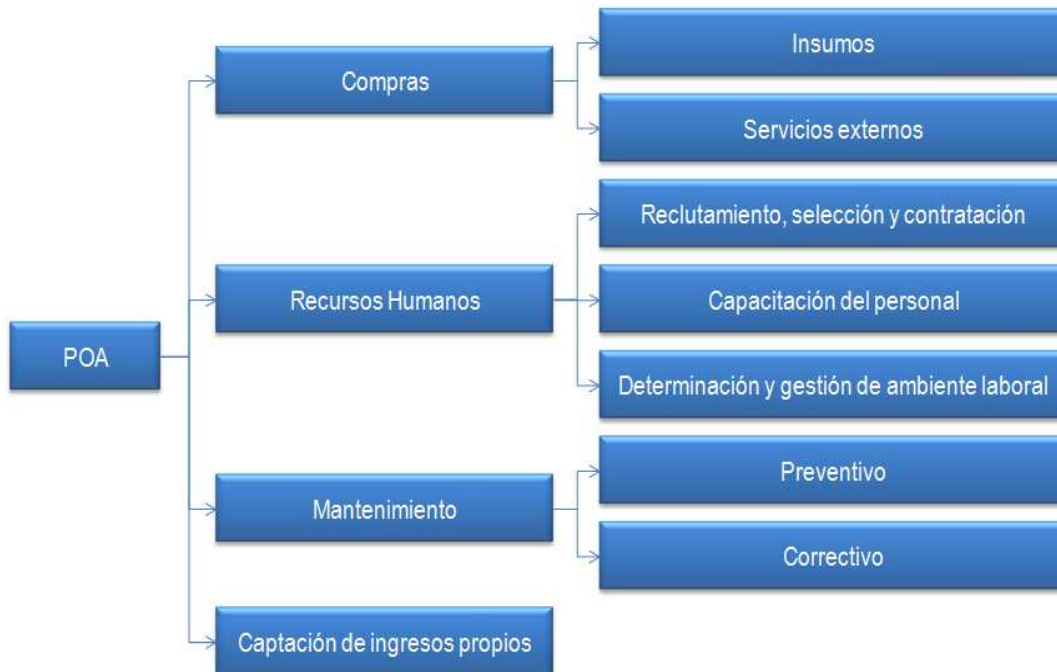 POA
Compras
Insumos
Servicios externos
Recursos Humanos
Reclutamiento, selección y contratación
Capacitación del personal
Determinación y gestión de ambiente laboral
Mantenimiento
Preventivo
Correctivo
Captación de ingresos propios